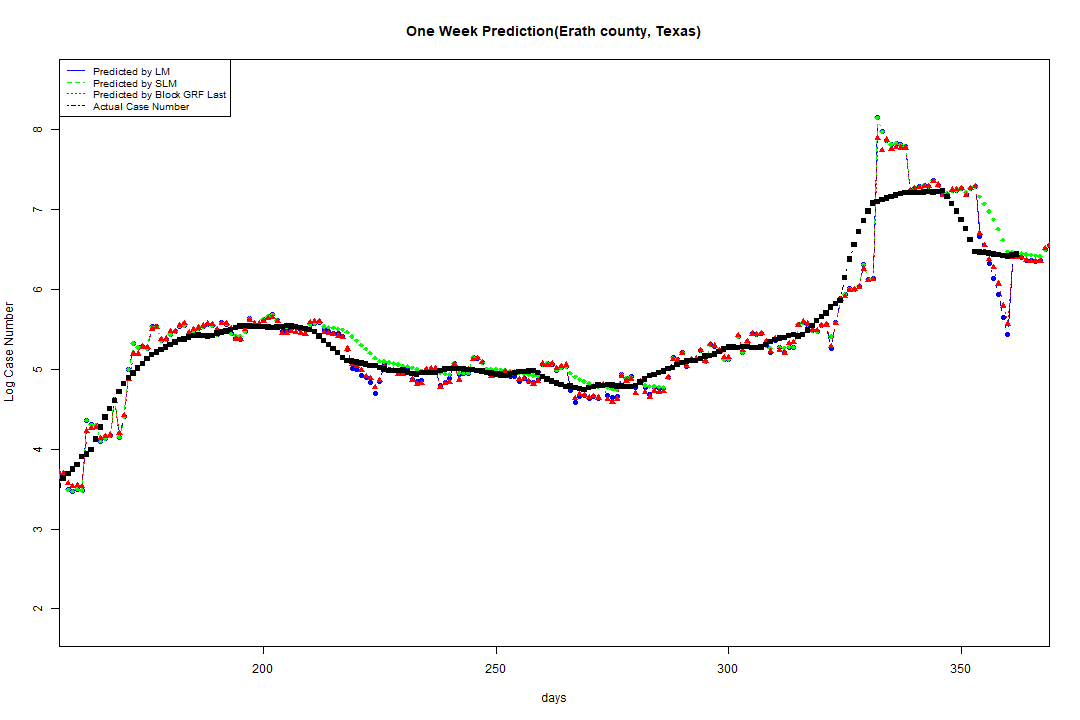 One Week Prediction(Erath county, Texas)
Predicted by LM
Predicted by SLM
Predicted by Block GRF Last
Actual Case Number
8
7
6
5
4
3
2
Log Case Number
200
250
300
350
days